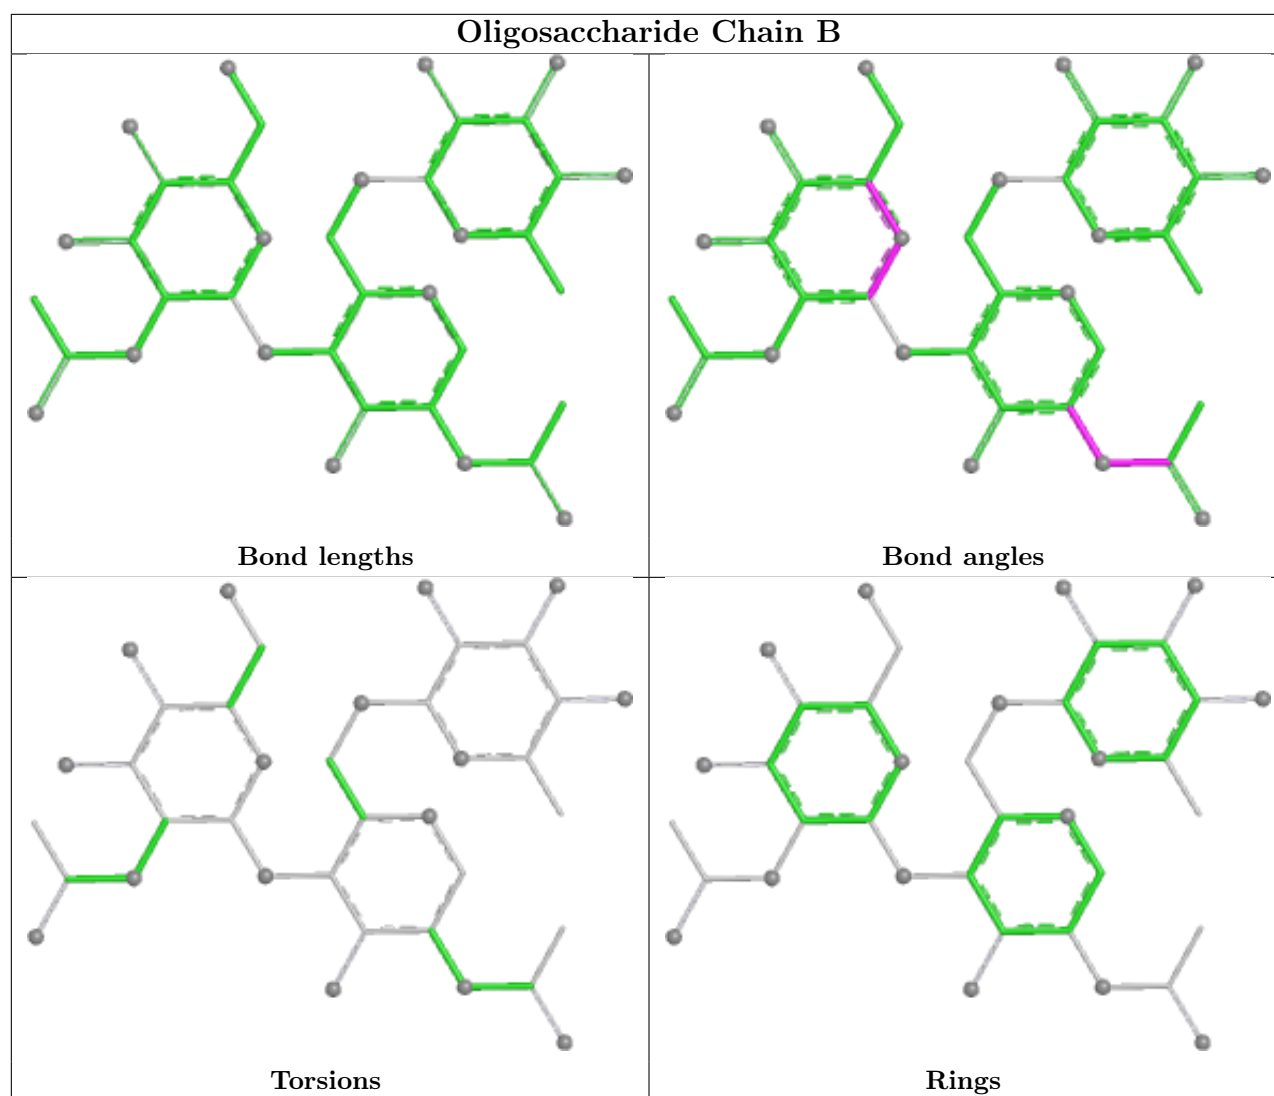 Oligosaccharide Chain B
Bond lengths
Bond angles
Torsions
Rings